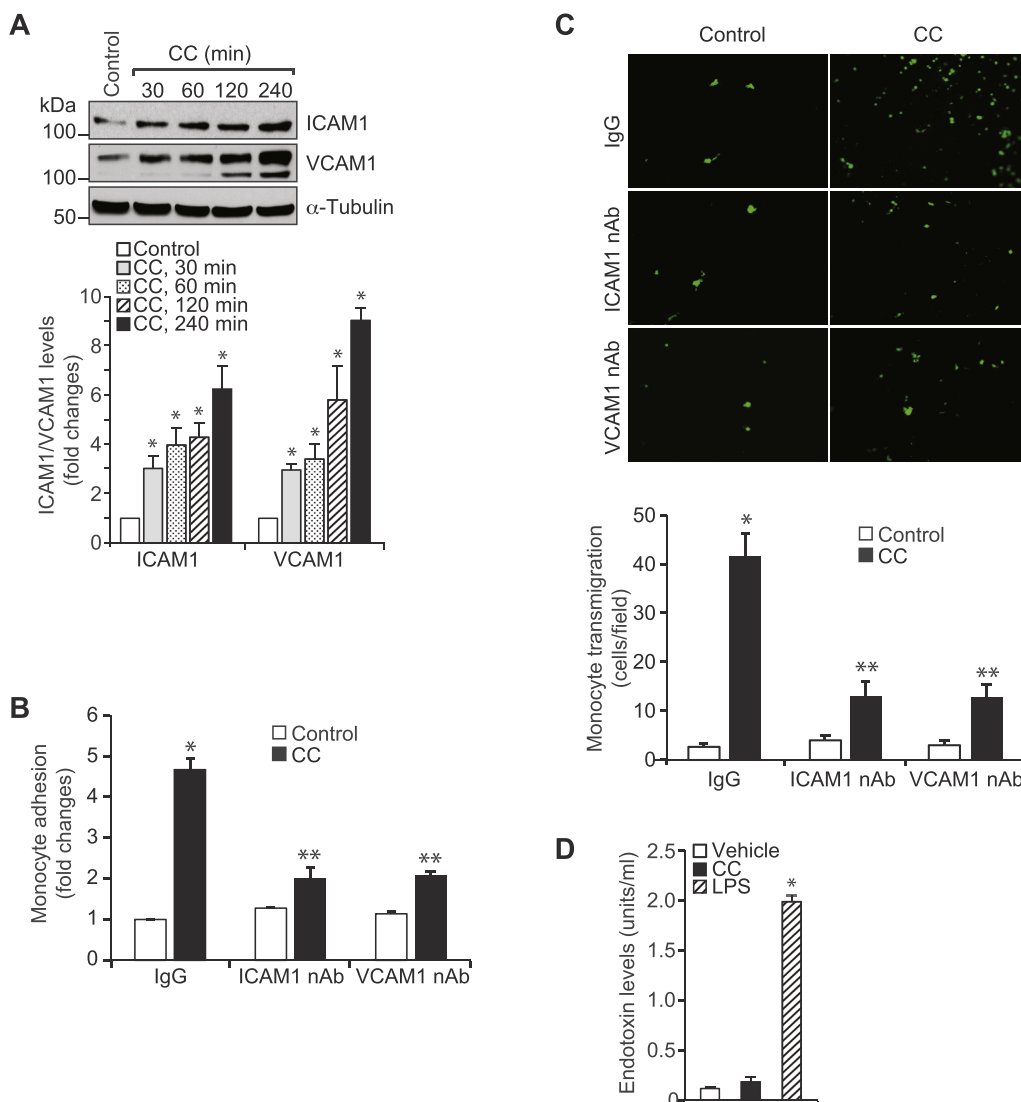 A
Control
CC (min)
30 60 120 240
kDa
100
ICAM1
VCAM1
100
α-Tubulin
50
Control
CC, 30 min
CC, 60 min
CC, 120 min
CC, 240 min
ICAM1/VCAM1 levels
(fold changes)
10
8
6
4
2
0
*
*
*
*
*
*
*
*
ICAM1 VCAM1
B
Monocyte adhesion
(fold changes)
6
5
4
3
2
1
0
Control
CC
*
**
**
IgG ICAM1 nAb VCAM1 nAb
C
Control CC
IgG
ICAM1 nAb
VCAM1 nAb
Monocyte transmigration
(cells/field)
50
40
30
20
10
0
Control
CC
*
**
**
IgG ICAM1 nAb VCAM1 nAb
D
Endotoxin levels (units/ml)
2.5
2.0
1.5
1.0
0.5
0
Vehicle
CC
LPS
*